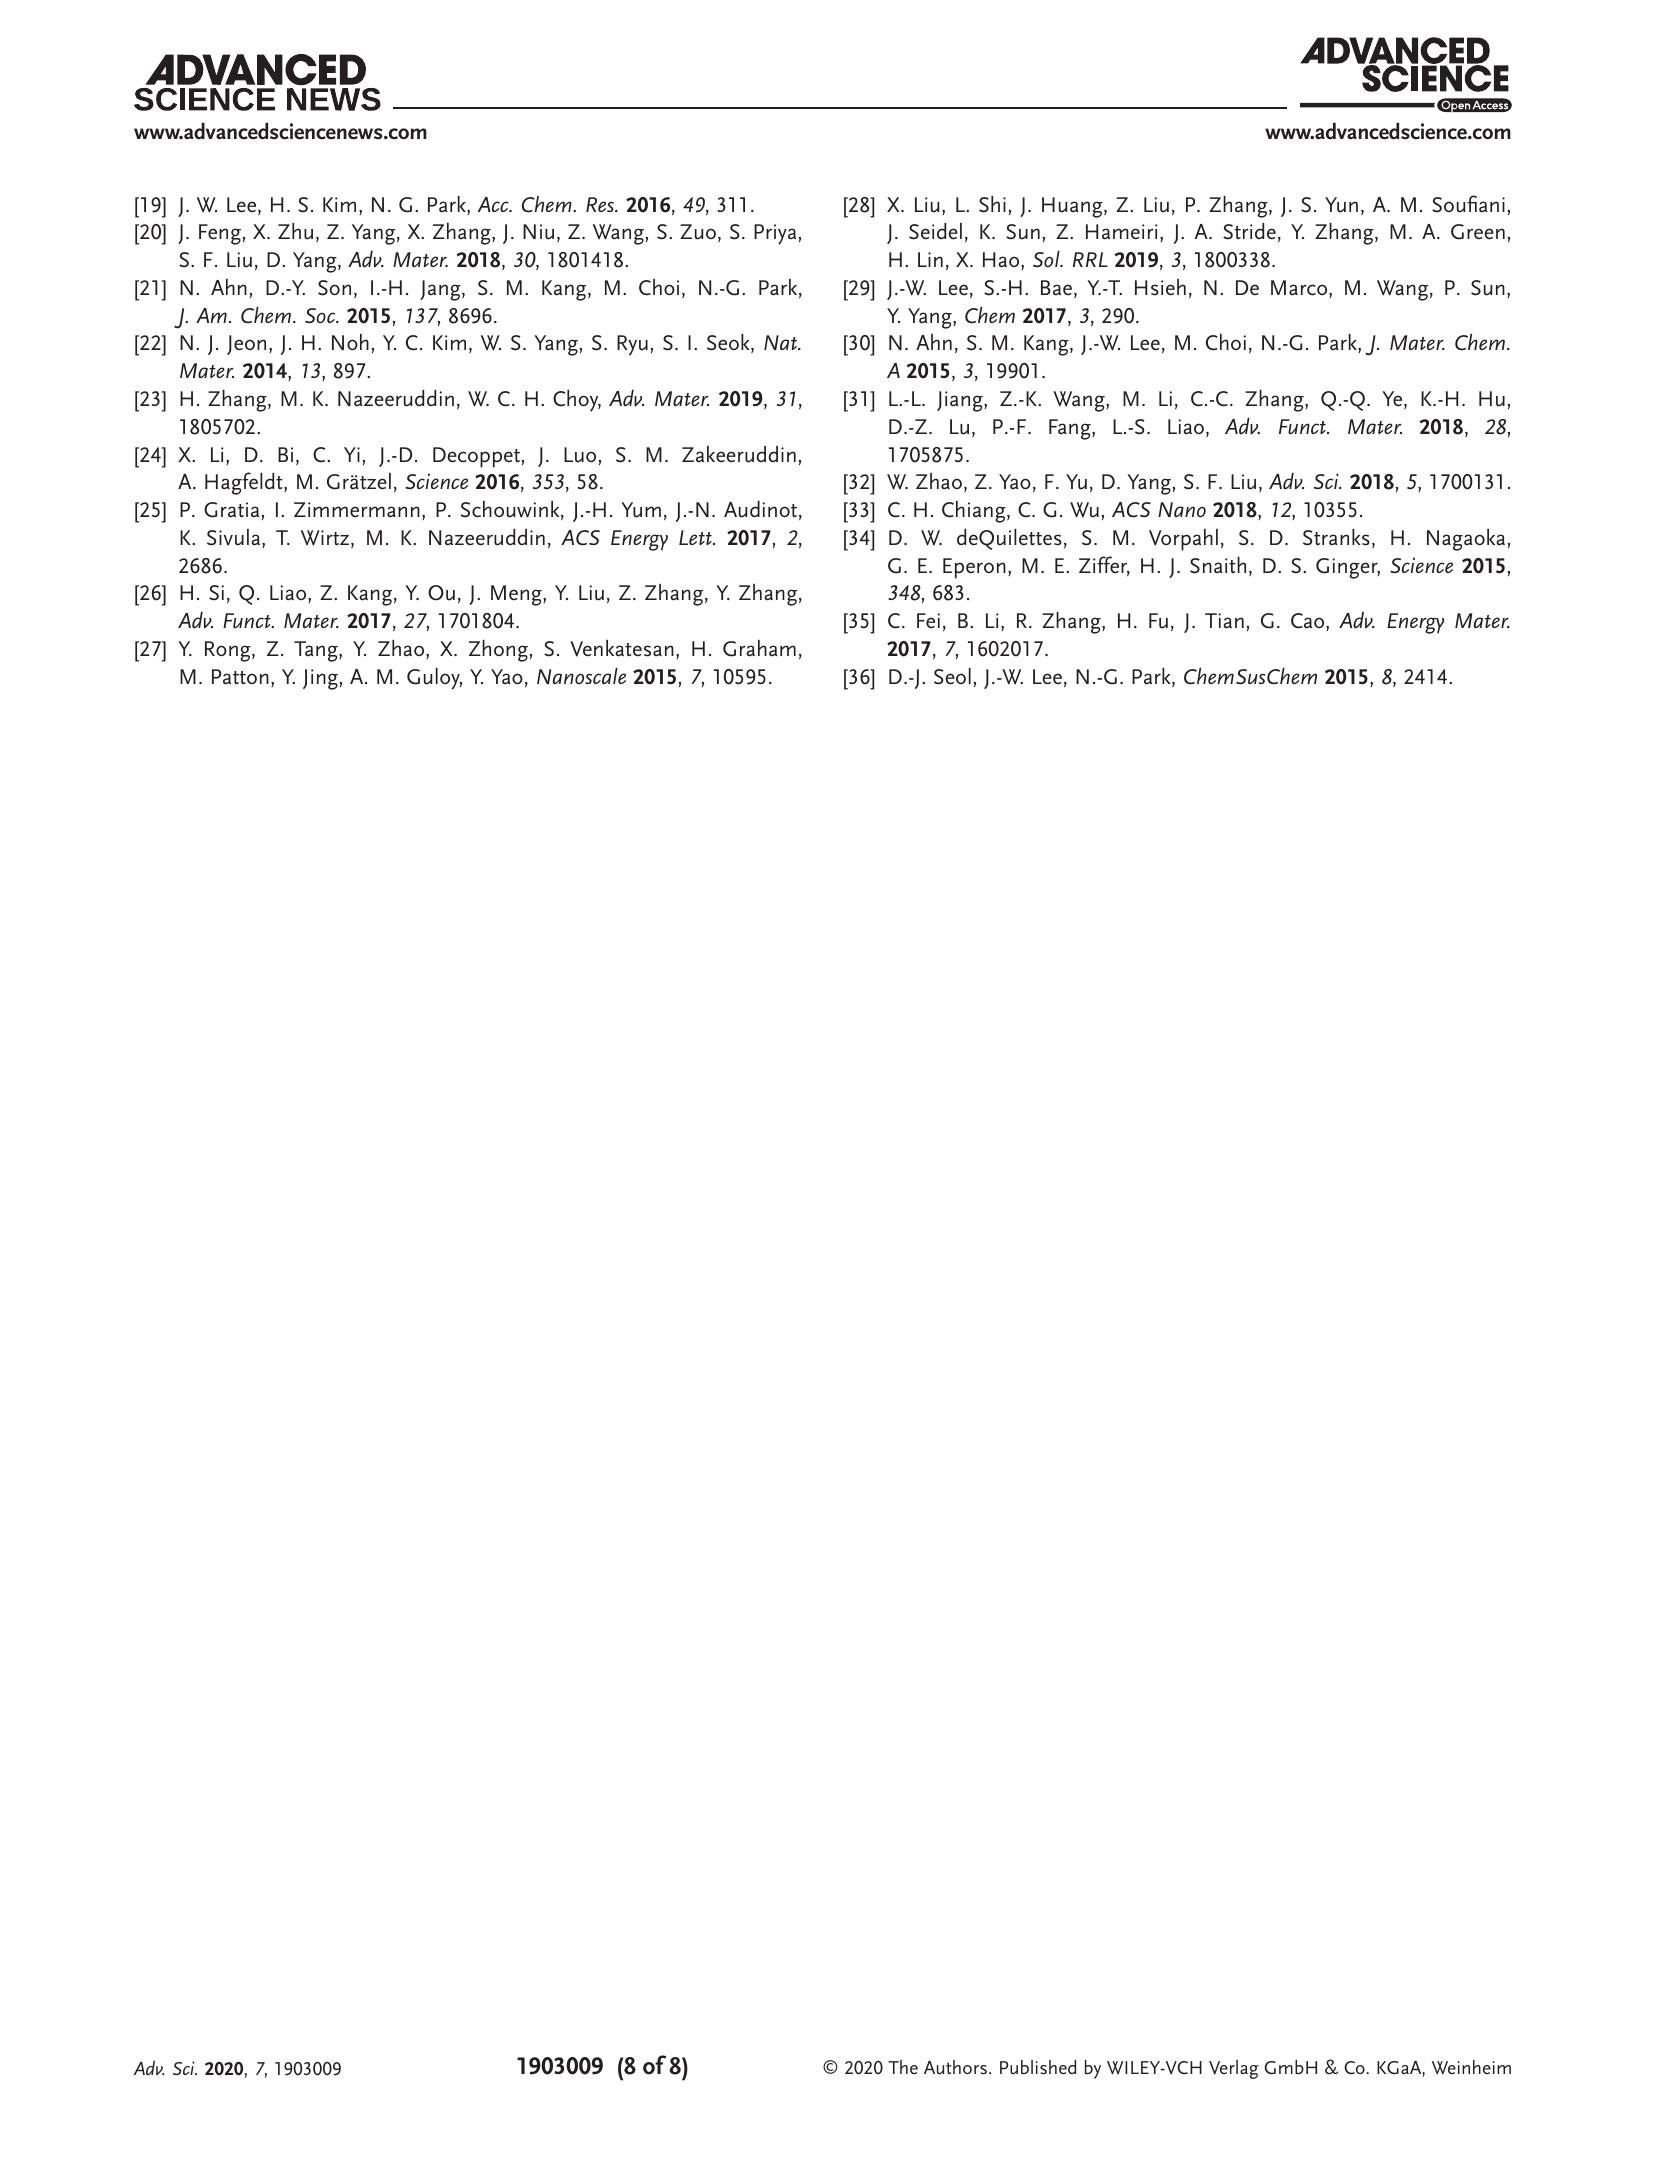 ADVANCED
SCIENCE NEWS
www.advancedsciencenews.com
ADVANCED
SCIENCE
Open Access
www.advancedscience.com
[19] J. W. Lee, H. S. Kim, N. G. Park, Acc. Chem. Res. 2016, 49, 311.
[20] J. Feng, X. Zhu, Z. Yang, X. Zhang, J. Niu, Z. Wang, S. Zuo, S. Priya,
S. F. Liu, D. Yang, Adv. Mater. 2018, 30, 1801418.
[21] N. Ahn, D.-Y. Son, I.-H. Jang, S. M. Kang, M. Choi, N.-G. Park,
J. Am. Chem. Soc. 2015, 137, 8696.
[22] N. J. Jeon, J. H. Noh, Y. C. Kim, W. S. Yang, S. Ryu, S. I. Seok, Nat.
Mater. 2014, 13, 897.
[23] H. Zhang, M. K. Nazeeruddin, W. C. H. Choy, Adv. Mater. 2019, 31,
1805702.
[24] X. Li, D. Bi, C. Yi, J.-D. Decoppet, J. Luo, S. M. Zakeeruddin,
A. Hagfeldt, M. Grätzel, Science 2016, 353, 58.
[25] P. Gratia, I. Zimmermann, P. Schouwink, J.-H. Yum, J.-N. Audinot,
K. Sivula, T. Wirtz, M. K. Nazeeruddin, ACS Energy Lett. 2017, 2,
2686.
[26] H. Si, Q. Liao, Z. Kang, Y. Ou, J. Meng, Y. Liu, Z. Zhang, Y. Zhang,
Adv. Funct. Mater. 2017, 27, 1701804.
[27] Y. Rong, Z. Tang, Y. Zhao, X. Zhong, S. Venkatesan, H. Graham,
M. Patton, Y. Jing, A. M. Guloy, Y. Yao, Nanoscale 2015, 7, 10595.
[28] X. Liu, L. Shi, J. Huang, Z. Liu, P. Zhang, J. S. Yun, A. M. Soufiani,
J. Seidel, K. Sun, Z. Hameiri, J. A. Stride, Y. Zhang, M. A. Green,
H. Lin, X. Hao, Sol. RRL 2019, 3, 1800338.
[29] J.-W. Lee, S.-H. Bae, Y.-T. Hsieh, N. De Marco, M. Wang, P. Sun,
Y. Yang, Chem 2017, 3, 290.
[30] N. Ahn, S. M. Kang, J.-W. Lee, M. Choi, N.-G. Park, J. Mater. Chem.
A 2015, 3, 19901.
[31] L.-L. Jiang, Z.-K. Wang, M. Li, C.-C. Zhang, Q.-Q. Ye, K.-H. Hu,
D.-Z. Lu, P.-F. Fang, L.-S. Liao, Adv. Funct. Mater. 2018, 28,
1705875.
[32] W. Zhao, Z. Yao, F. Yu, D. Yang, S. F. Liu, Adv. Sci. 2018, 5, 1700131.
[33] C. H. Chiang, C. G. Wu, ACS Nano 2018, 12, 10355.
[34] D. W. deQuilettes, S. M. Vorpahl, S. D. Stranks, H. Nagaoka,
G. E. Eperon, M. E. Ziffer, H. J. Snaith, D. S. Ginger, Science 2015,
348, 683.
[35] C. Fei, B. Li, R. Zhang, H. Fu, J. Tian, G. Cao, Adv. Energy Mater.
2017, 7, 1602017.
[36] D.-J. Seol, J.-W. Lee, N.-G. Park, ChemSusChem 2015, 8, 2414.
Adv. Sci. 2020, 7, 1903009
1903009 (8 of 8)
© 2020 The Authors. Published by WILEY-VCH Verlag GmbH & Co. KGaA, Weinheim